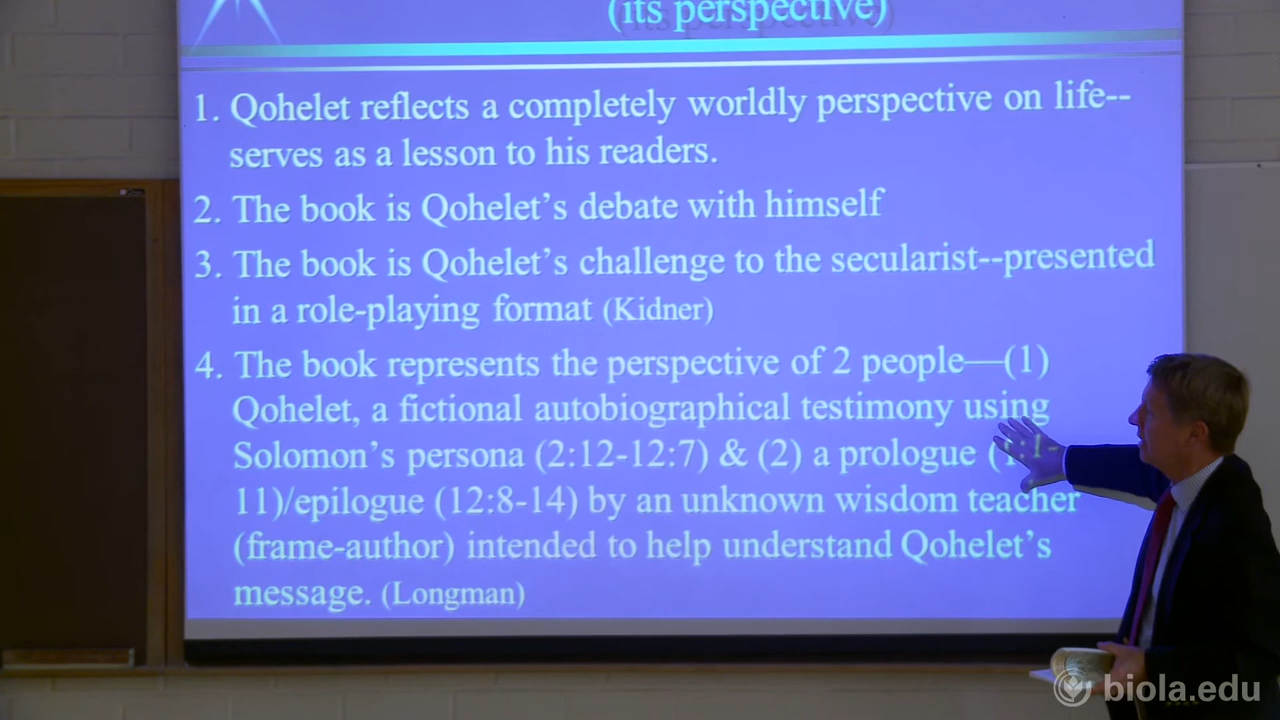 (its perspective)
1. Qohelet reflects a completely worldly perspective on life--
serves as a lesson to his readers.
2. The book is Qohelet’s debate with himself
3. The book is Qohelet’s challenge to the secularist--presented
in a role-playing format (Kidner)
4. The book represents the perspective of 2 people—(1)
Qohelet, a fictional autobiographical testimony using
Solomon’s persona (2:12-12:7) & (2) a prologue (1:1-
11)/epilogue (12:8-14) by an unknown wisdom teacher
(frame-author) intended to help understand Qohelet’s
message. (Longman)
biola.edu